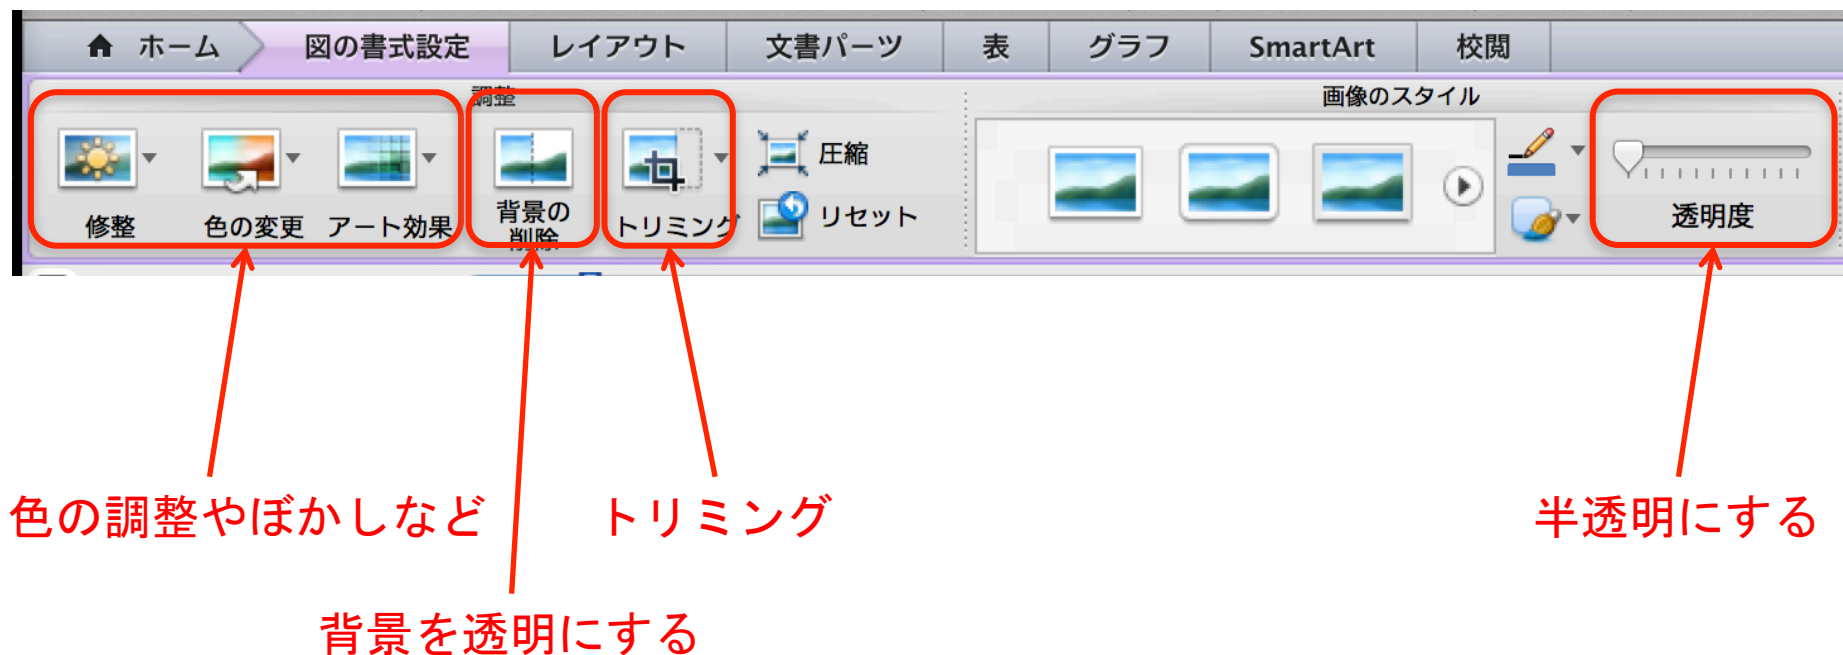 ホーム 図の書式設定 レイアウト 文書パーツ 表 グラフ SmartArt 校閲
調整 画像のスタイル
修整 色の変更 アート効果 背景の削除 トリミング 圧縮 リセット 透明度
色の調整やぼかしなど トリミング 半透明にする
背景を透明にする